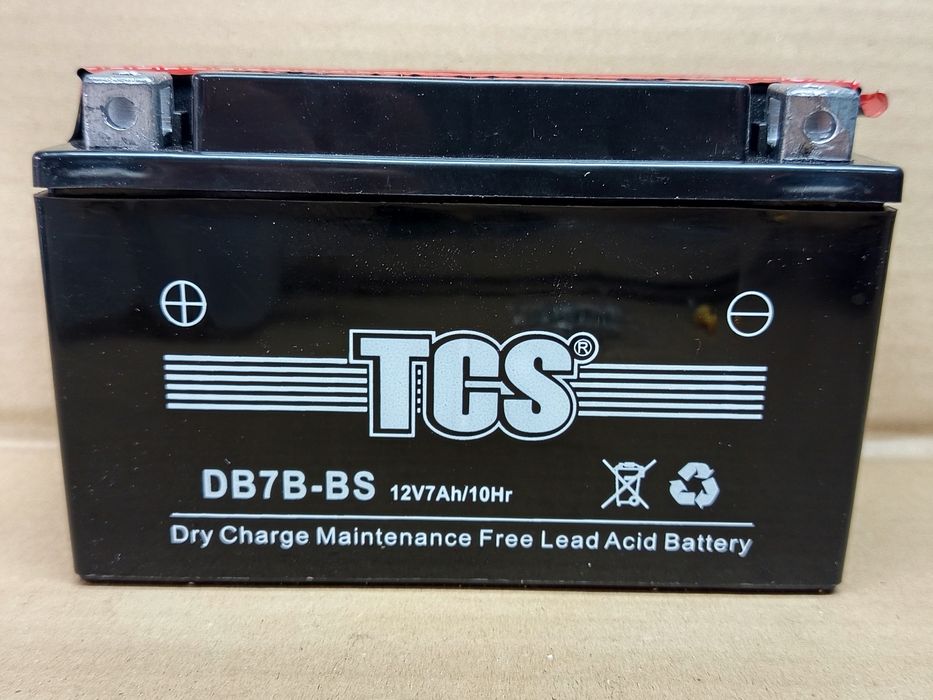 TCS®
DB7B-BS 12V7Ah/10Hr
Dry Charge Maintenance Free Lead Acid Battery